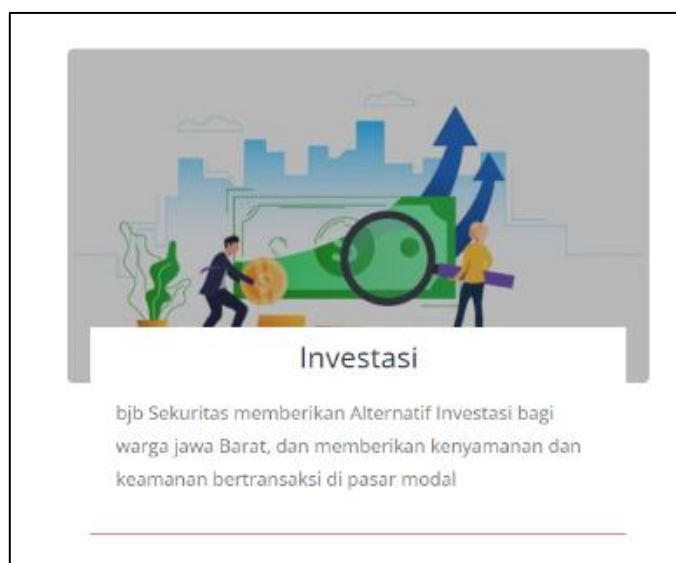 Investasi
bjb Sekuritas memberikan Alternatif Investasi bagi
warga jawa Barat, dan memberikan kenyamanan dan
keamanan bertransaksi di pasar modal